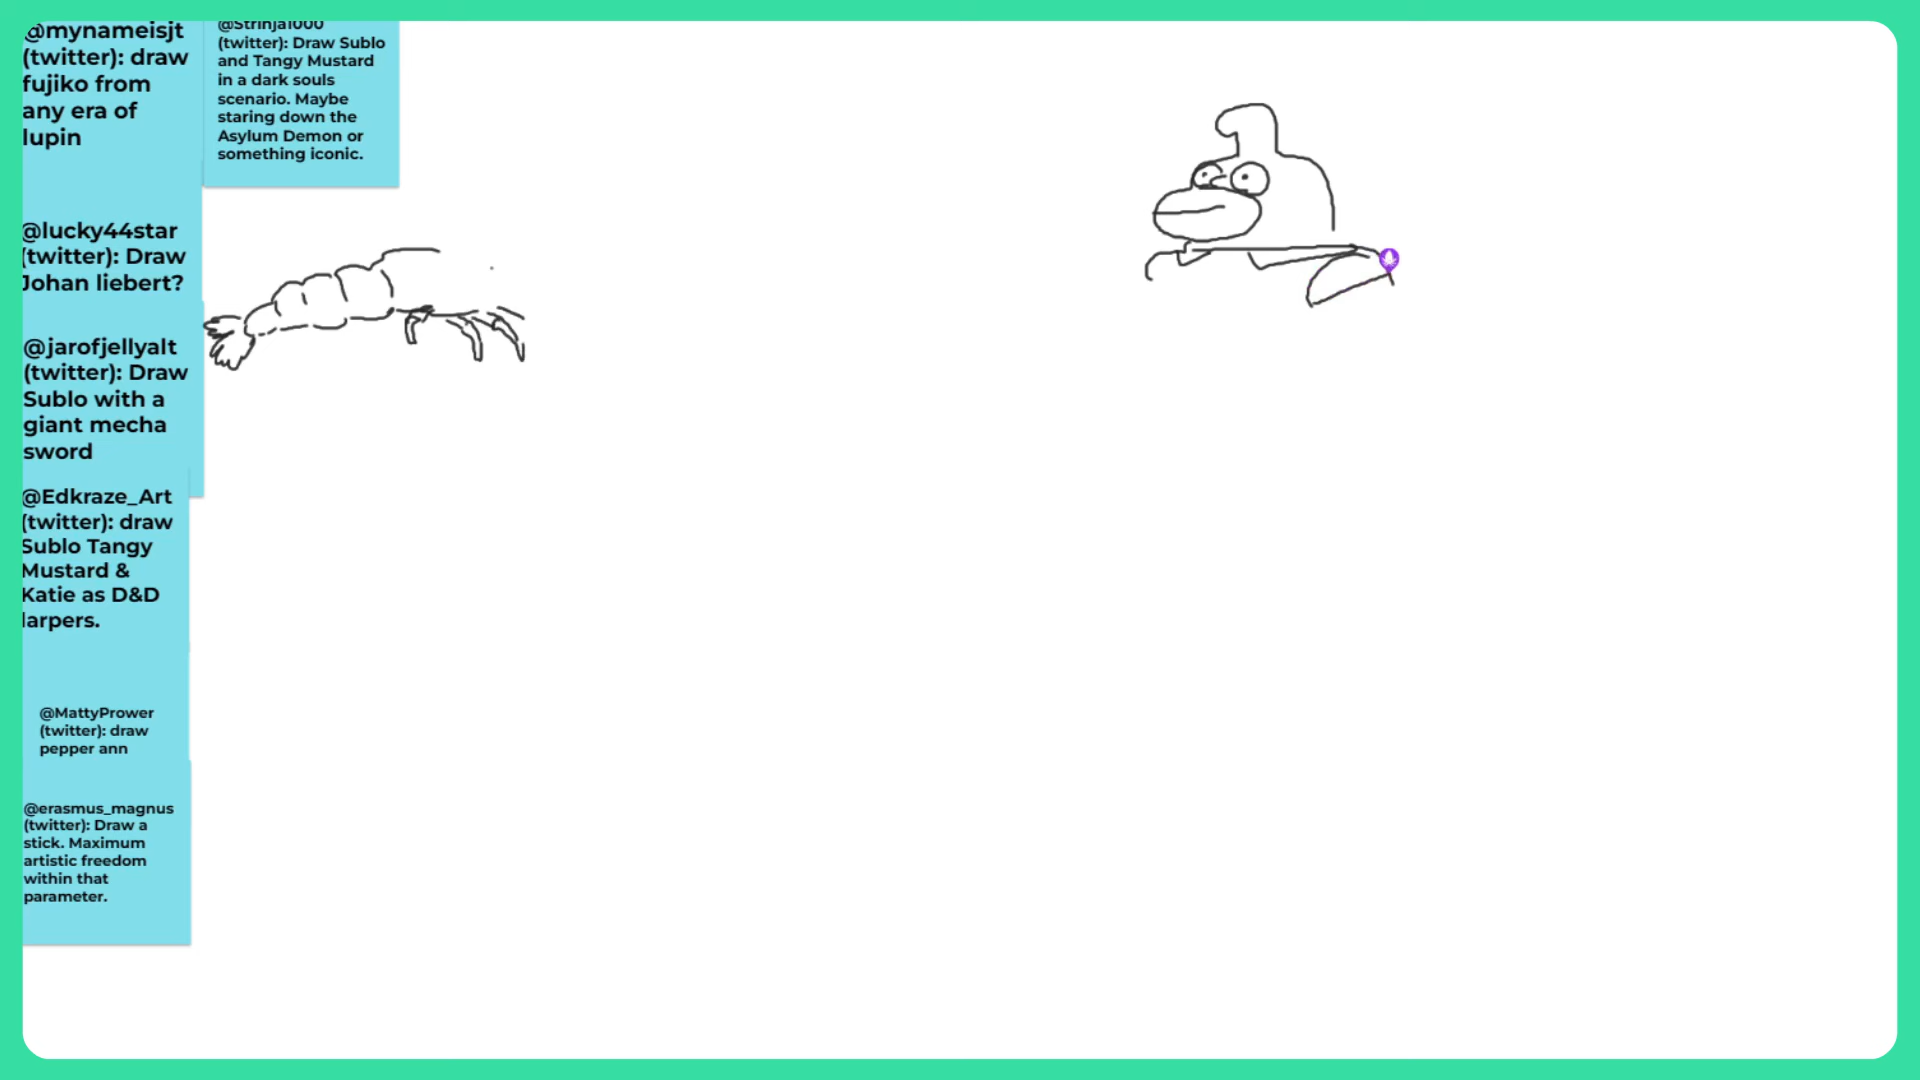 @mynameisjt
(twitter): draw
fujiko from
any era of
lupin
@Strinja1000
(twitter): Draw Sublo
and Tangy Mustard
in a dark souls
scenario. Maybe
staring down the
Asylum Demon or
something iconic.
@lucky44star
(twitter): Draw
Johan liebert?
@jarofjellyalt
(twitter): Draw
Sublo with a
giant mecha
sword
@Edkraze_Art
(twitter): draw
Sublo Tangy
Mustard &
Katie as D&D
larpers.
@MattyPrower
(twitter): draw
pepper ann
@erasmus_magnus
(twitter): Draw a
stick. Maximum
artistic freedom
within that
parameter.